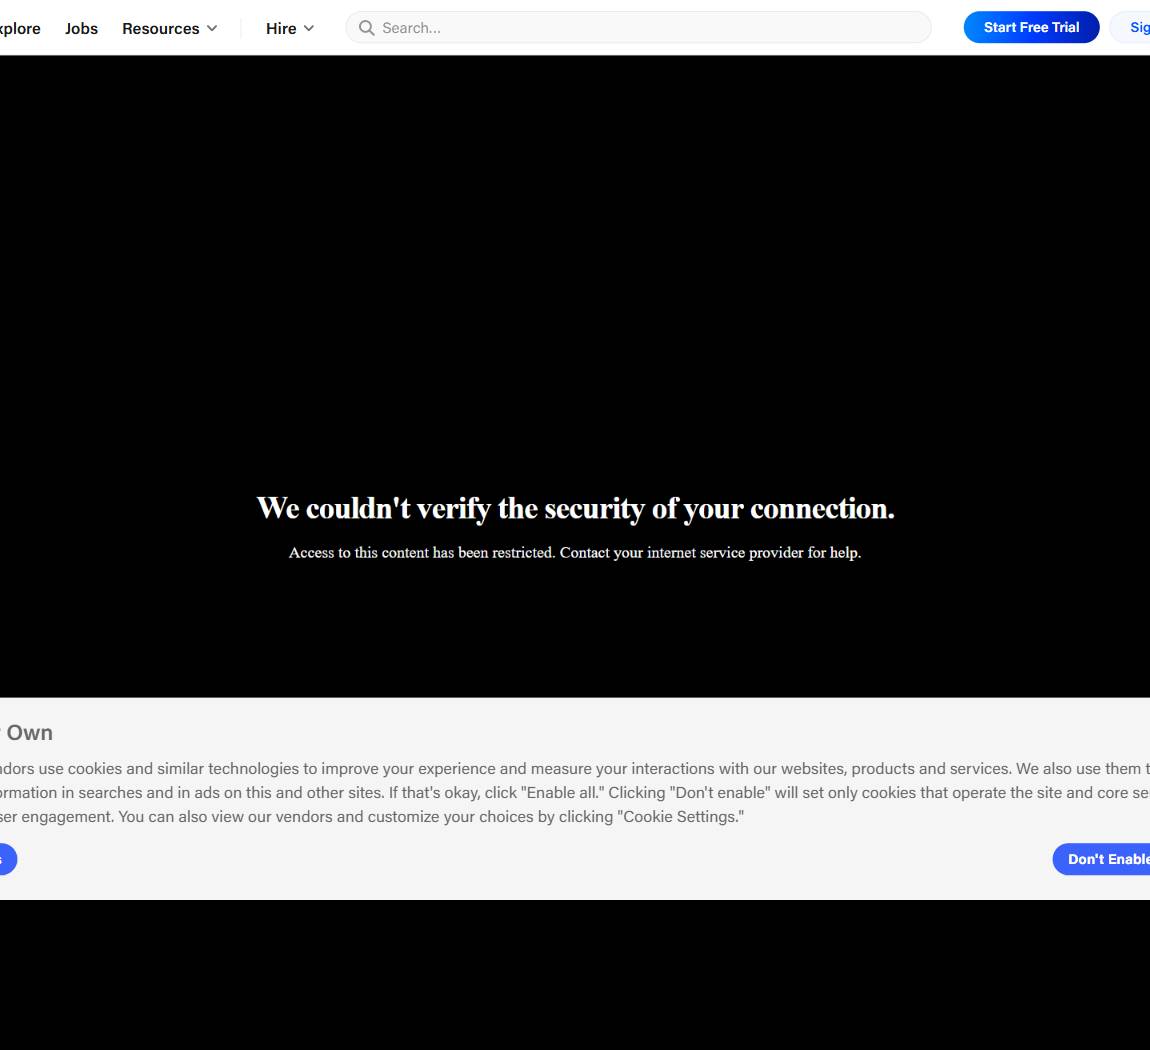 xplore Jobs Resources Hire Search... Start Free Trial Sig
We couldn't verify the security of your connection.
Access to this content has been restricted. Contact your internet service provider for help.
Own
ndors use cookies and similar technologies to improve your experience and measure your interactions with our websites, products and services. We also use them t
ormation in searches and in ads on this and other sites. If that's okay, click "Enable all." Clicking "Don't enable" will set only cookies that operate the site and core se
ser engagement. You can also view our vendors and customize your choices by clicking "Cookie Settings."
s Don't Enable